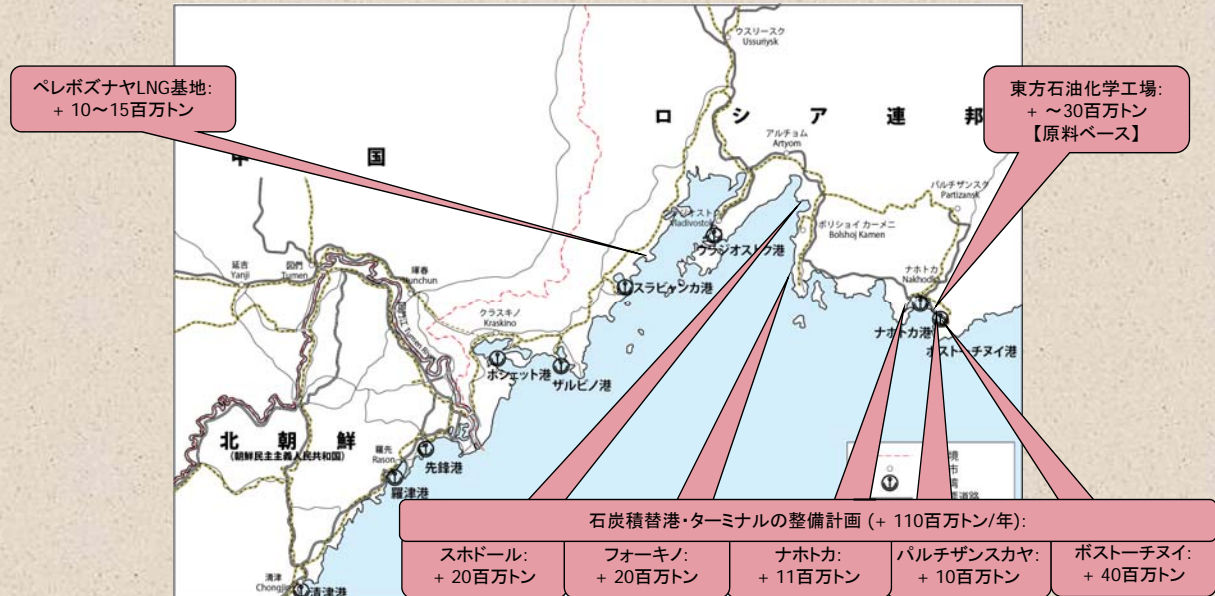 ウスリースク
Ussuriysk
ペレボズナヤLNG基地:
+ 10～15百万トン
東方石油化学工場:
+ ～30百万トン
【原料ベース】
ロシア連邦
アルチョム
Artyom
国
パルチザンスク
Partizansk
ボリショイ カーメニ
Bolshoj Kamen
ウラジオストク港
延吉
Yanji
図們
Tumen
琿春
ナホトカ
スラビャンカ港
クラスキノ
Kraskino
ナホトカ港
ボストーチヌイ港
ポシェット港
ザルビノ港
北朝鮮
(朝鮮民主主義人民共和国)
羅先
Rason
先鋒港
羅津港
清津
Chongjin
清津港
石炭積替港・ターミナルの整備計画 (+ 110百万トン/年):
スホドール:
+ 20百万トン
フォーキノ:
+ 20百万トン
ナホトカ:
+ 11百万トン
パルチザンスカヤ:
+ 10百万トン
ボストーチヌイ:
+ 40百万トン